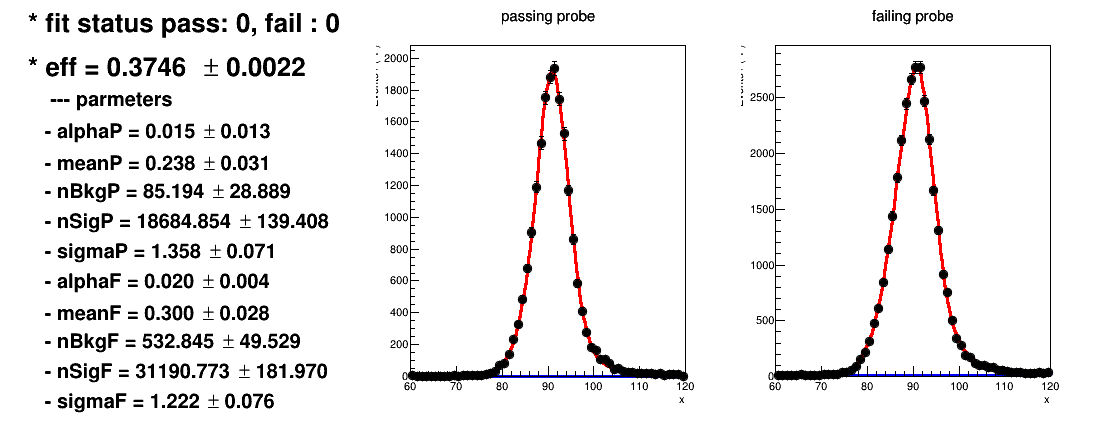 * fit status pass: 0, fail : 0
* eff = 0.3746 ± 0.0022
--- parmeters
- alphaP = 0.015 ± 0.013
- meanP = 0.238 ± 0.031
- nBkgP = 85.194 ± 28.889
- nSigP = 18684.854 ± 139.408
- sigmaP = 1.358 ± 0.071
- alphaF = 0.020 ± 0.004
- meanF = 0.300 ± 0.028
- nBkgF = 532.845 ± 49.529
- nSigF = 31190.773 ± 181.970
- sigmaF = 1.222 ± 0.076
passing probe
2000
1800
1600
1400
1200
1000
800
600
400
200
0
60 70 80 90 100 110 120
x
failing probe
2500
2000
1500
1000
500
0
60 70 80 90 100 110 120
x